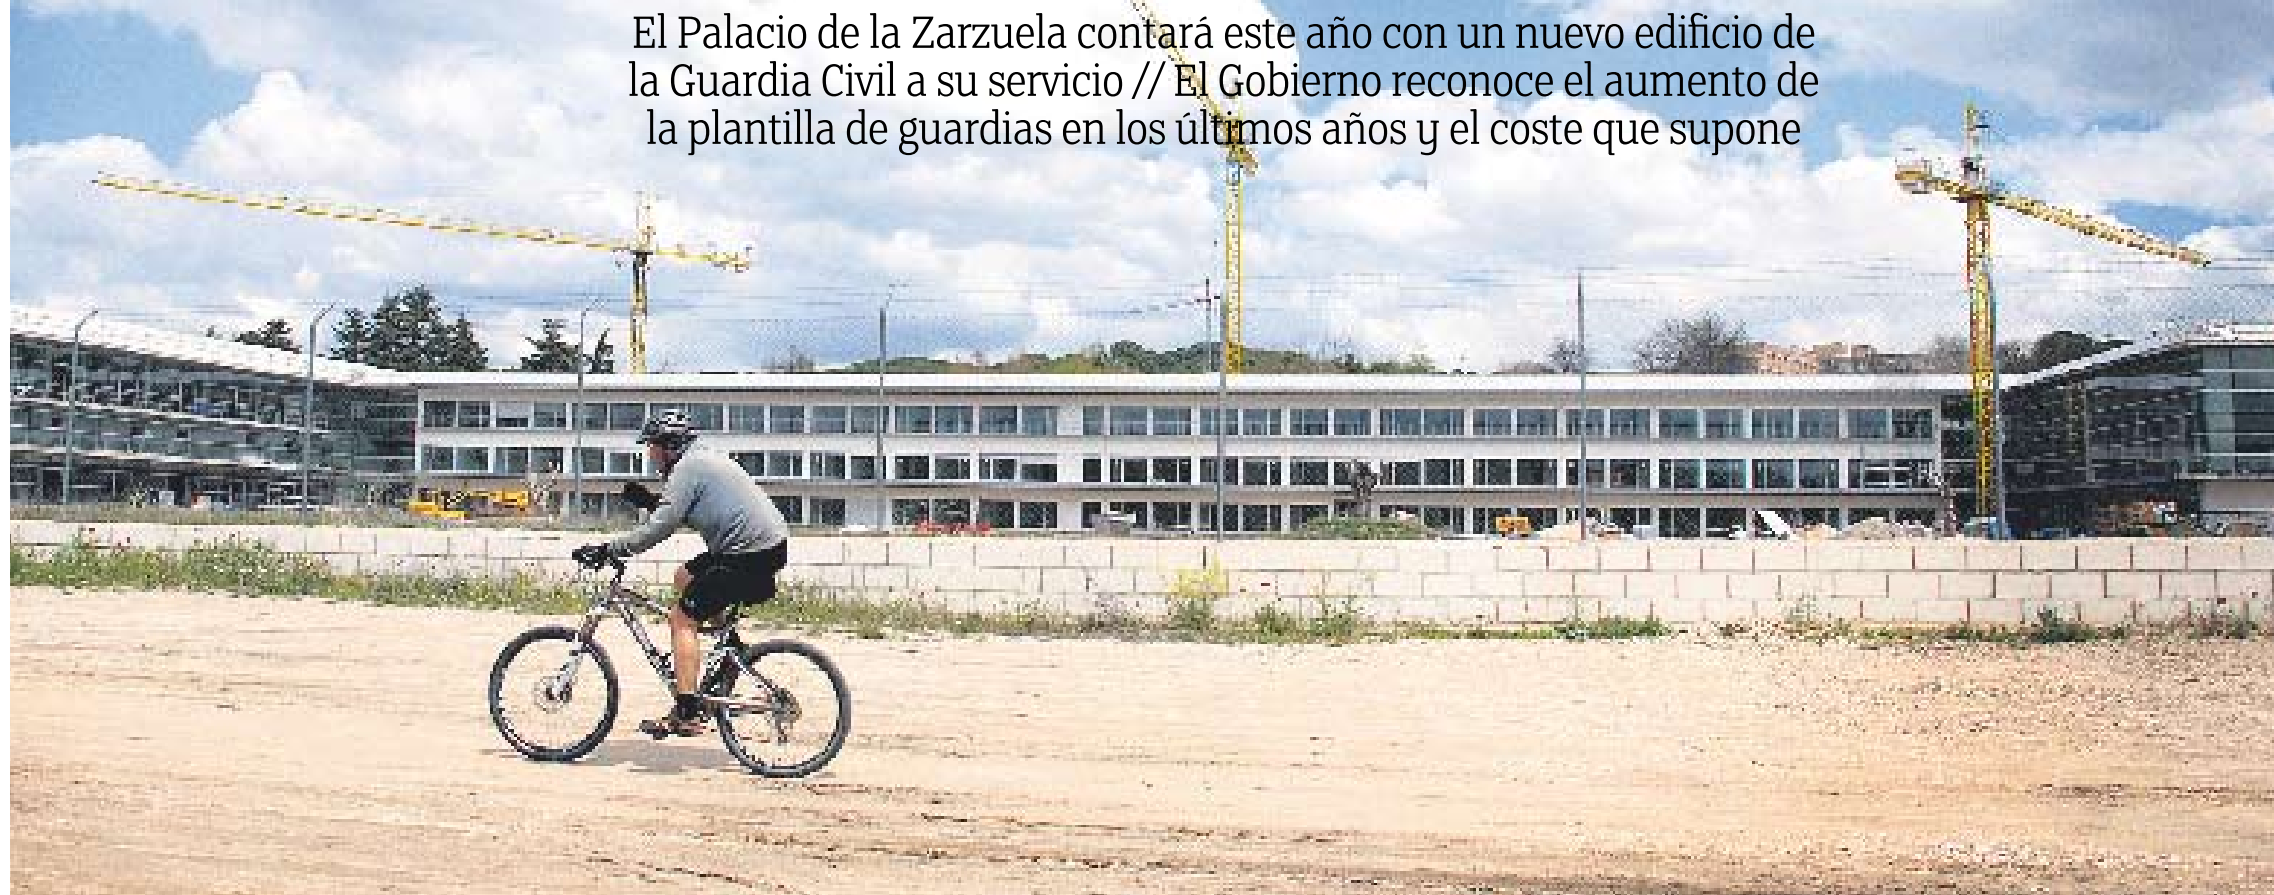 El Palacio de la Zarzuela contará este año con un nuevo edificio de
la Guardia Civil a su servicio // El Gobierno reconoce el aumento de
la plantilla de guardias en los últimos años y el coste que supone